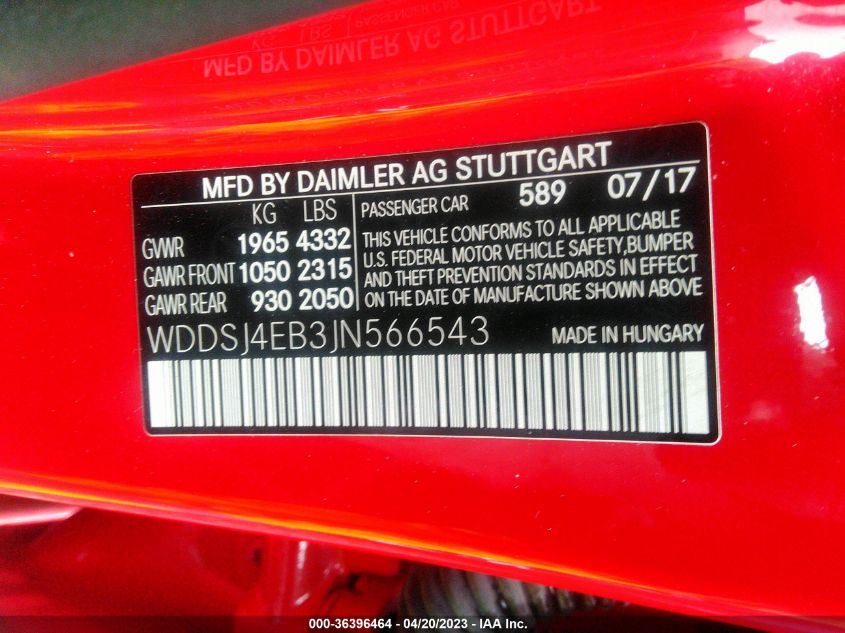 MFD BY DAIMLER AG STUTTGART
KG LBS
GVWR 1965 4332
GAWR FRONT 1050 2315
GAWR REAR 930 2050
PASSENGER CAR 589 07/17
THIS VEHICLE CONFORMS TO ALL APPLICABLE
U.S. FEDERAL MOTOR VEHICLE SAFETY,BUMPER
AND THEFT PREVENTION STANDARDS IN EFFECT
ON THE DATE OF MANUFACTURE SHOWN ABOVE
WDDSJ4EB3JN566543 MADE IN HUNGARY
000-36396464 - 04/20/2023 - IAA Inc.